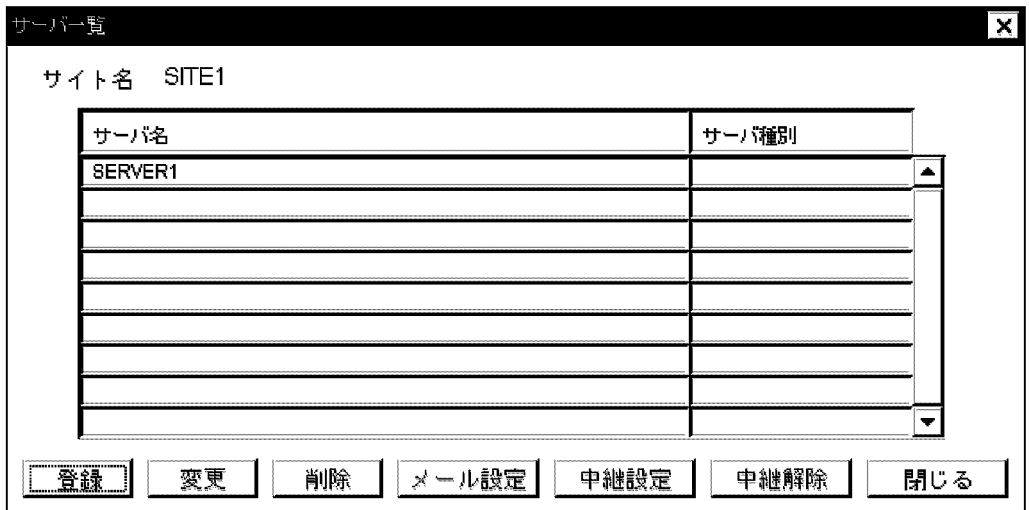 サーバ一覧
サイト名 SITE1
サーバ名 サーバ種別
SERVER1
登録 変更 削除 メール設定 中継設定 中継解除 閉じる